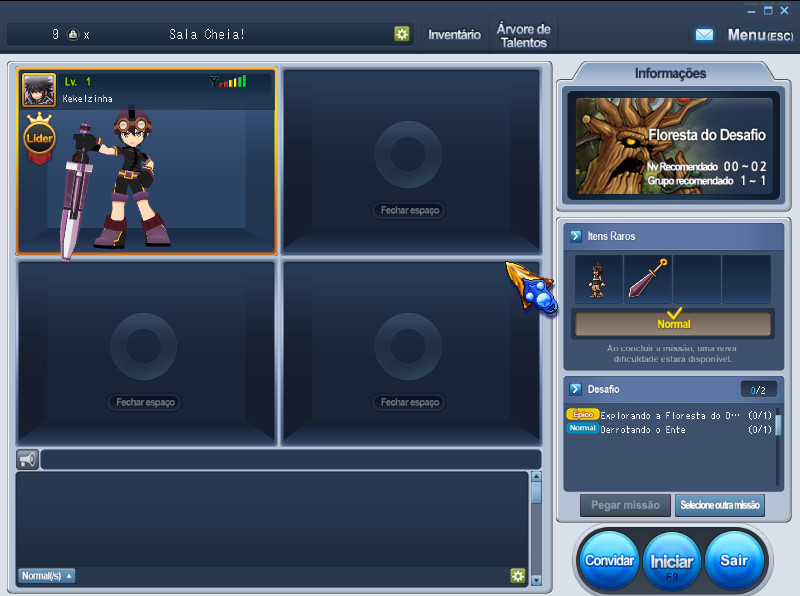 9 x
Sala Cheia!
Inventário
Árvore de
Talentos
Menu(ESC)
Lv. 1
Kekelzinha
Líder
Fechar espaço
Fechar espaço
Fechar espaço
Normal(s)
Informações
Floresta do Desafio
Nv Recomendado 00 ~ 02
Grupo recomendado 1 ~ 1
Itens Raros
Normal
Ao concluir a missão, uma nova
dificuldade estará disponível.
Desafio 0/2
Épico Explorando a Floresta do D... (0/1)
Normal Derrotando o Ente (0/1)
Pegar missão
Selecione outra missão
Convidar
Iniciar
F9
Sair